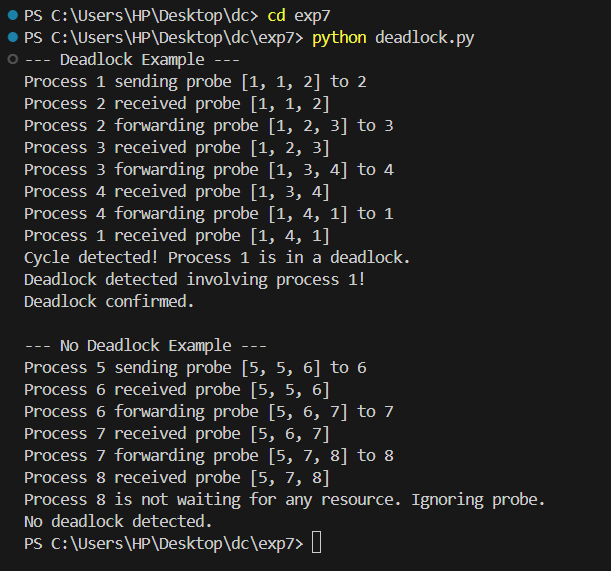 PS C:\Users\HP\Desktop\dc> cd exp7
PS C:\Users\HP\Desktop\dc\exp7> python deadlock.py
--- Deadlock Example ---
Process 1 sending probe [1, 1, 2] to 2
Process 2 received probe [1, 1, 2]
Process 2 forwarding probe [1, 2, 3] to 3
Process 3 received probe [1, 2, 3]
Process 3 forwarding probe [1, 3, 4] to 4
Process 4 received probe [1, 3, 4]
Process 4 forwarding probe [1, 4, 1] to 1
Process 1 received probe [1, 4, 1]
Cycle detected! Process 1 is in a deadlock.
Deadlock detected involving process 1!
Deadlock confirmed.
--- No Deadlock Example ---
Process 5 sending probe [5, 5, 6] to 6
Process 6 received probe [5, 5, 6]
Process 6 forwarding probe [5, 6, 7] to 7
Process 7 received probe [5, 6, 7]
Process 7 forwarding probe [5, 7, 8] to 8
Process 8 received probe [5, 7, 8]
Process 8 is not waiting for any resource. Ignoring probe.
No deadlock detected.
PS C:\Users\HP\Desktop\dc\exp7>